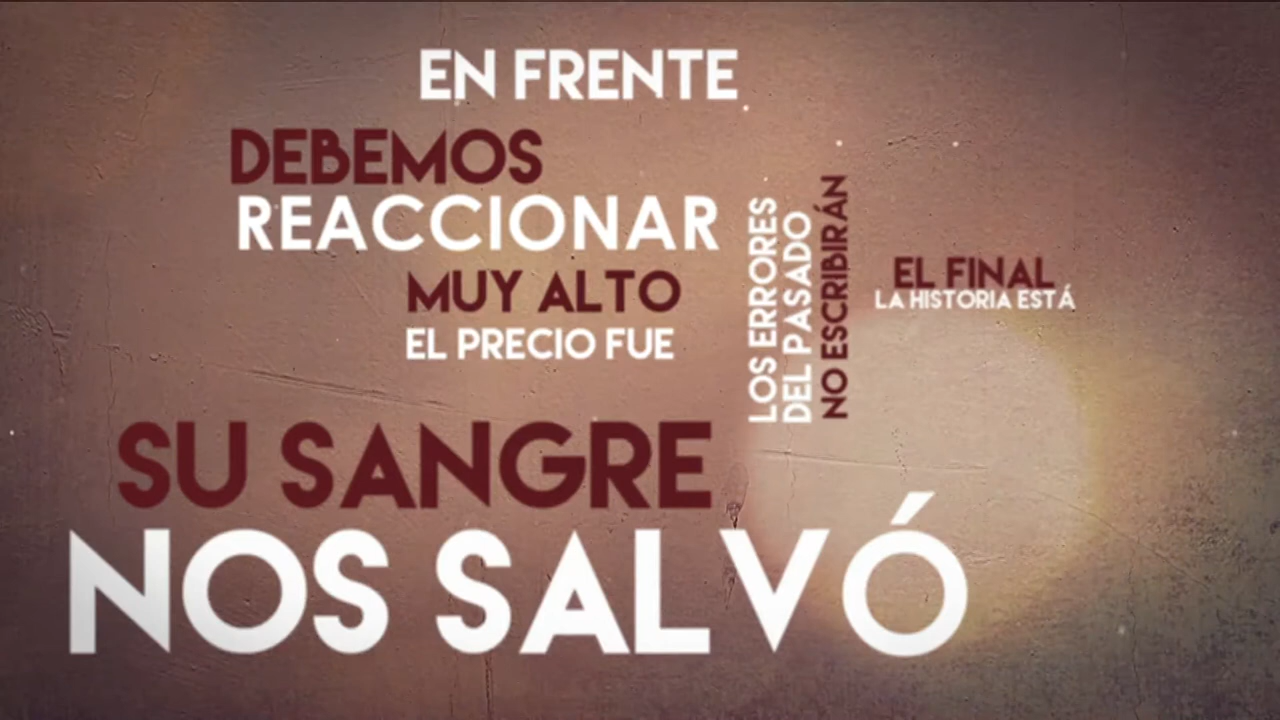 EN FRENTE
DEBEMOS
REACCIONAR
MUY ALTO
EL PRECIO FUE
LOS ERRORES
DEL PASADO
NO ESCRIBIRÁN
EL FINAL
LA HISTORIA ESTÁ
SU SANGRE
NOS SALVÓ